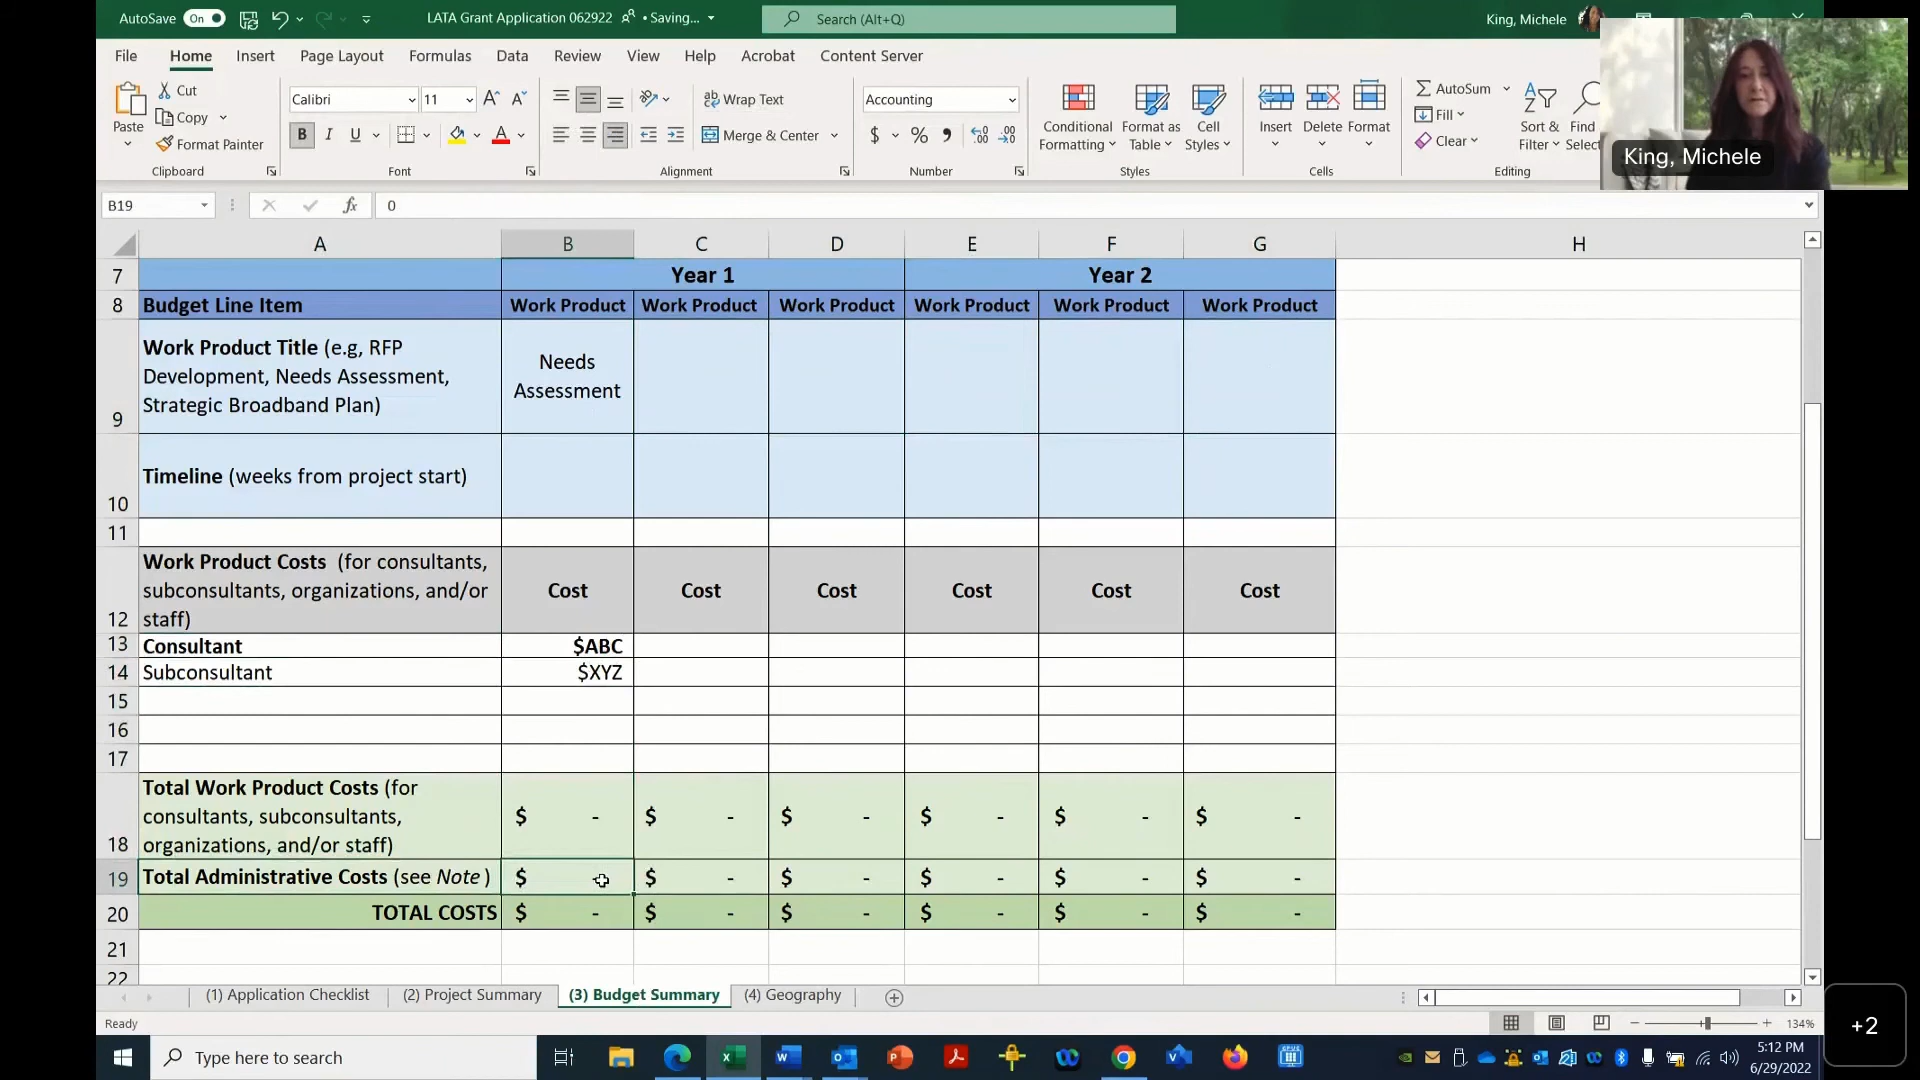 AutoSave On LATA Grant Application 062922 • Saving... Search (Alt+Q) King, Michele
File Home Insert Page Layout Formulas Data Review View Help Acrobat Content Server
Paste Cut Copy Format Painter Clipboard
Calibri 11 B I U A Font
Wrap Text Merge & Center Alignment
Accounting $ % Number
Conditional Formatting Format as Table Cell Styles Styles
Insert Delete Format Cells
AutoSum Fill Clear Sort & Filter Find Select Editing
King, Michele
B19 fx 0
A B C D E F G H
7 Year 1 Year 2
8 Budget Line Item Work Product Work Product Work Product Work Product Work Product Work Product
9 Work Product Title (e.g, RFP
Development, Needs Assessment,
Strategic Broadband Plan)
Needs
Assessment
10 Timeline (weeks from project start)
11
12 Work Product Costs (for consultants,
subconsultants, organizations, and/or
staff)
Cost Cost Cost Cost Cost Cost
13 Consultant $ABC
14 Subconsultant $XYZ
15
16
17
18 Total Work Product Costs (for
consultants, subconsultants,
organizations, and/or staff)
$ - $ - $ - $ - $ - $ -
19 Total Administrative Costs (see Note ) $ $ - $ - $ - $ - $ -
20 TOTAL COSTS $ - $ - $ - $ - $ - $ -
21
22
(1) Application Checklist (2) Project Summary (3) Budget Summary (4) Geography
Ready 134%
+2
Type here to search 5:12 PM
6/29/2022